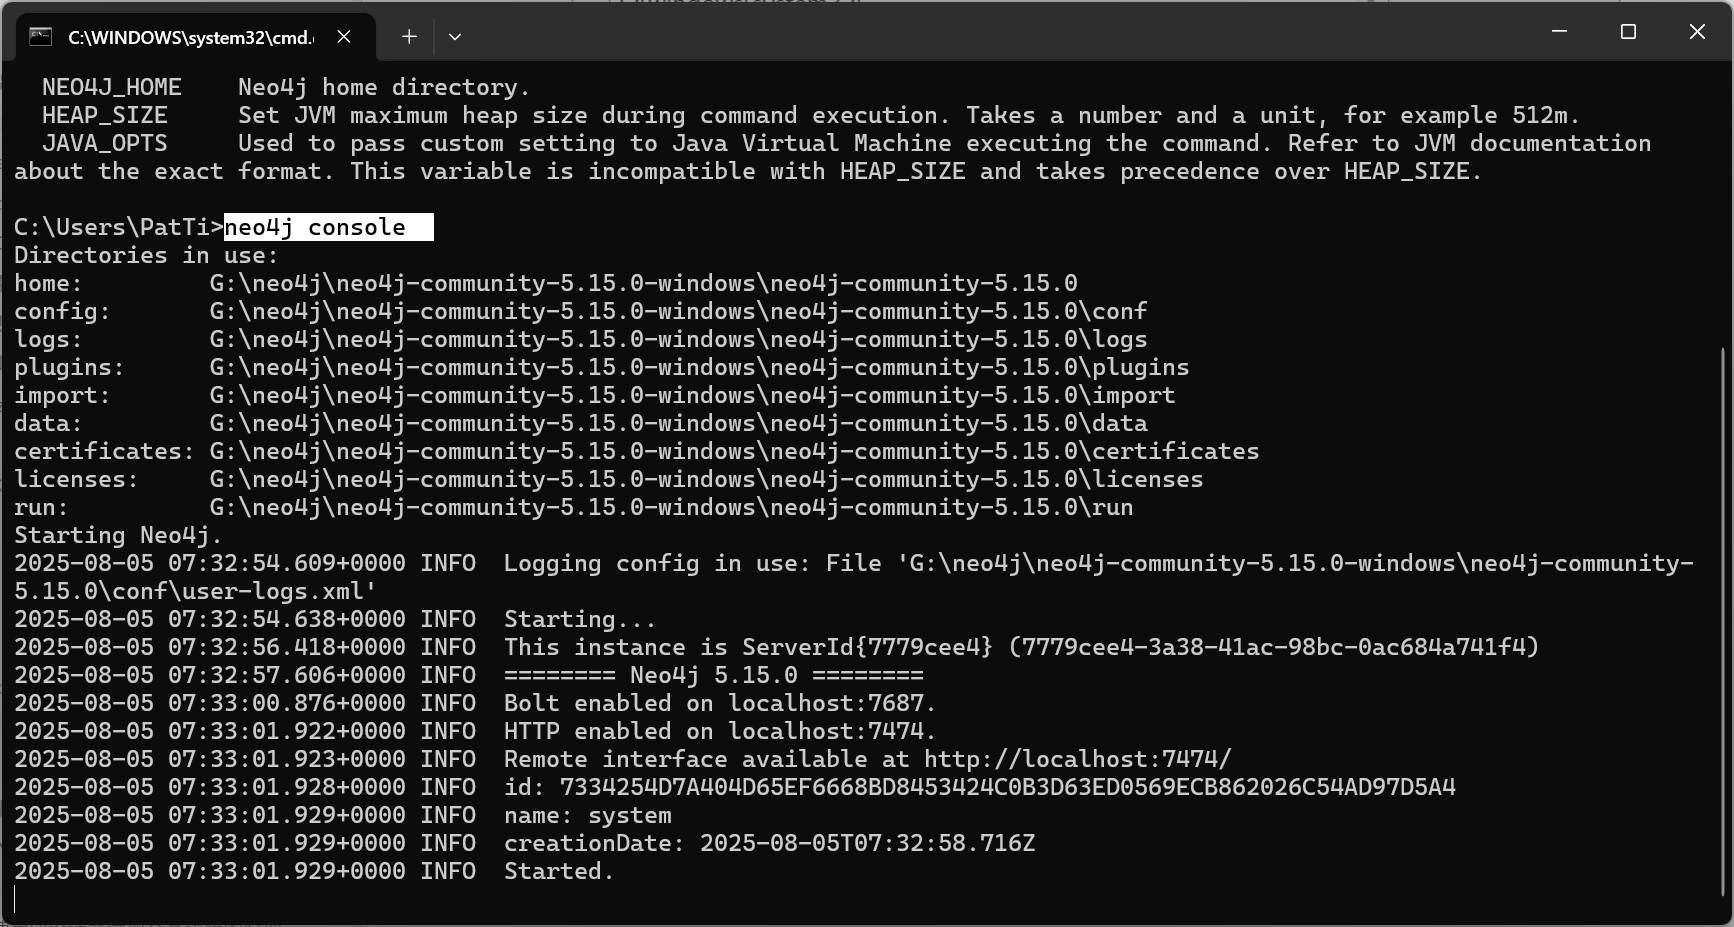 C:\WINDOWS\system32\cmd.
NEO4J_HOME    Neo4j home directory.
HEAP_SIZE     Set JVM maximum heap size during command execution. Takes a number and a unit, for example 512m.
JAVA_OPTS     Used to pass custom setting to Java Virtual Machine executing the command. Refer to JVM documentation
about the exact format. This variable is incompatible with HEAP_SIZE and takes precedence over HEAP_SIZE.
C:\Users\PatTi>neo4j console
Directories in use:
home:         G:\neo4j\neo4j-community-5.15.0-windows\neo4j-community-5.15.0
config:       G:\neo4j\neo4j-community-5.15.0-windows\neo4j-community-5.15.0\conf
logs:         G:\neo4j\neo4j-community-5.15.0-windows\neo4j-community-5.15.0\logs
plugins:      G:\neo4j\neo4j-community-5.15.0-windows\neo4j-community-5.15.0\plugins
import:       G:\neo4j\neo4j-community-5.15.0-windows\neo4j-community-5.15.0\import
data:         G:\neo4j\neo4j-community-5.15.0-windows\neo4j-community-5.15.0\data
certificates: G:\neo4j\neo4j-community-5.15.0-windows\neo4j-community-5.15.0\certificates
licenses:     G:\neo4j\neo4j-community-5.15.0-windows\neo4j-community-5.15.0\licenses
run:          G:\neo4j\neo4j-community-5.15.0-windows\neo4j-community-5.15.0\run
Starting Neo4j.
2025-08-05 07:32:54.609+0000 INFO  Logging config in use: File 'G:\neo4j\neo4j-community-5.15.0-windows\neo4j-community-
5.15.0\conf\user-logs.xml'
2025-08-05 07:32:54.638+0000 INFO  Starting...
2025-08-05 07:32:56.418+0000 INFO  This instance is ServerId{7779cee4} (7779cee4-3a38-41ac-98bc-0ac684a741f4)
2025-08-05 07:32:57.606+0000 INFO  ======== Neo4j 5.15.0 ========
2025-08-05 07:33:00.876+0000 INFO  Bolt enabled on localhost:7687.
2025-08-05 07:33:01.922+0000 INFO  HTTP enabled on localhost:7474.
2025-08-05 07:33:01.923+0000 INFO  Remote interface available at http://localhost:7474/
2025-08-05 07:33:01.928+0000 INFO  id: 7334254D7A404D65EF6668BD8453424C0B3D63ED0569ECB862026C54AD97D5A4
2025-08-05 07:33:01.929+0000 INFO  name: system
2025-08-05 07:33:01.929+0000 INFO  creationDate: 2025-08-05T07:32:58.716Z
2025-08-05 07:33:01.929+0000 INFO  Started.